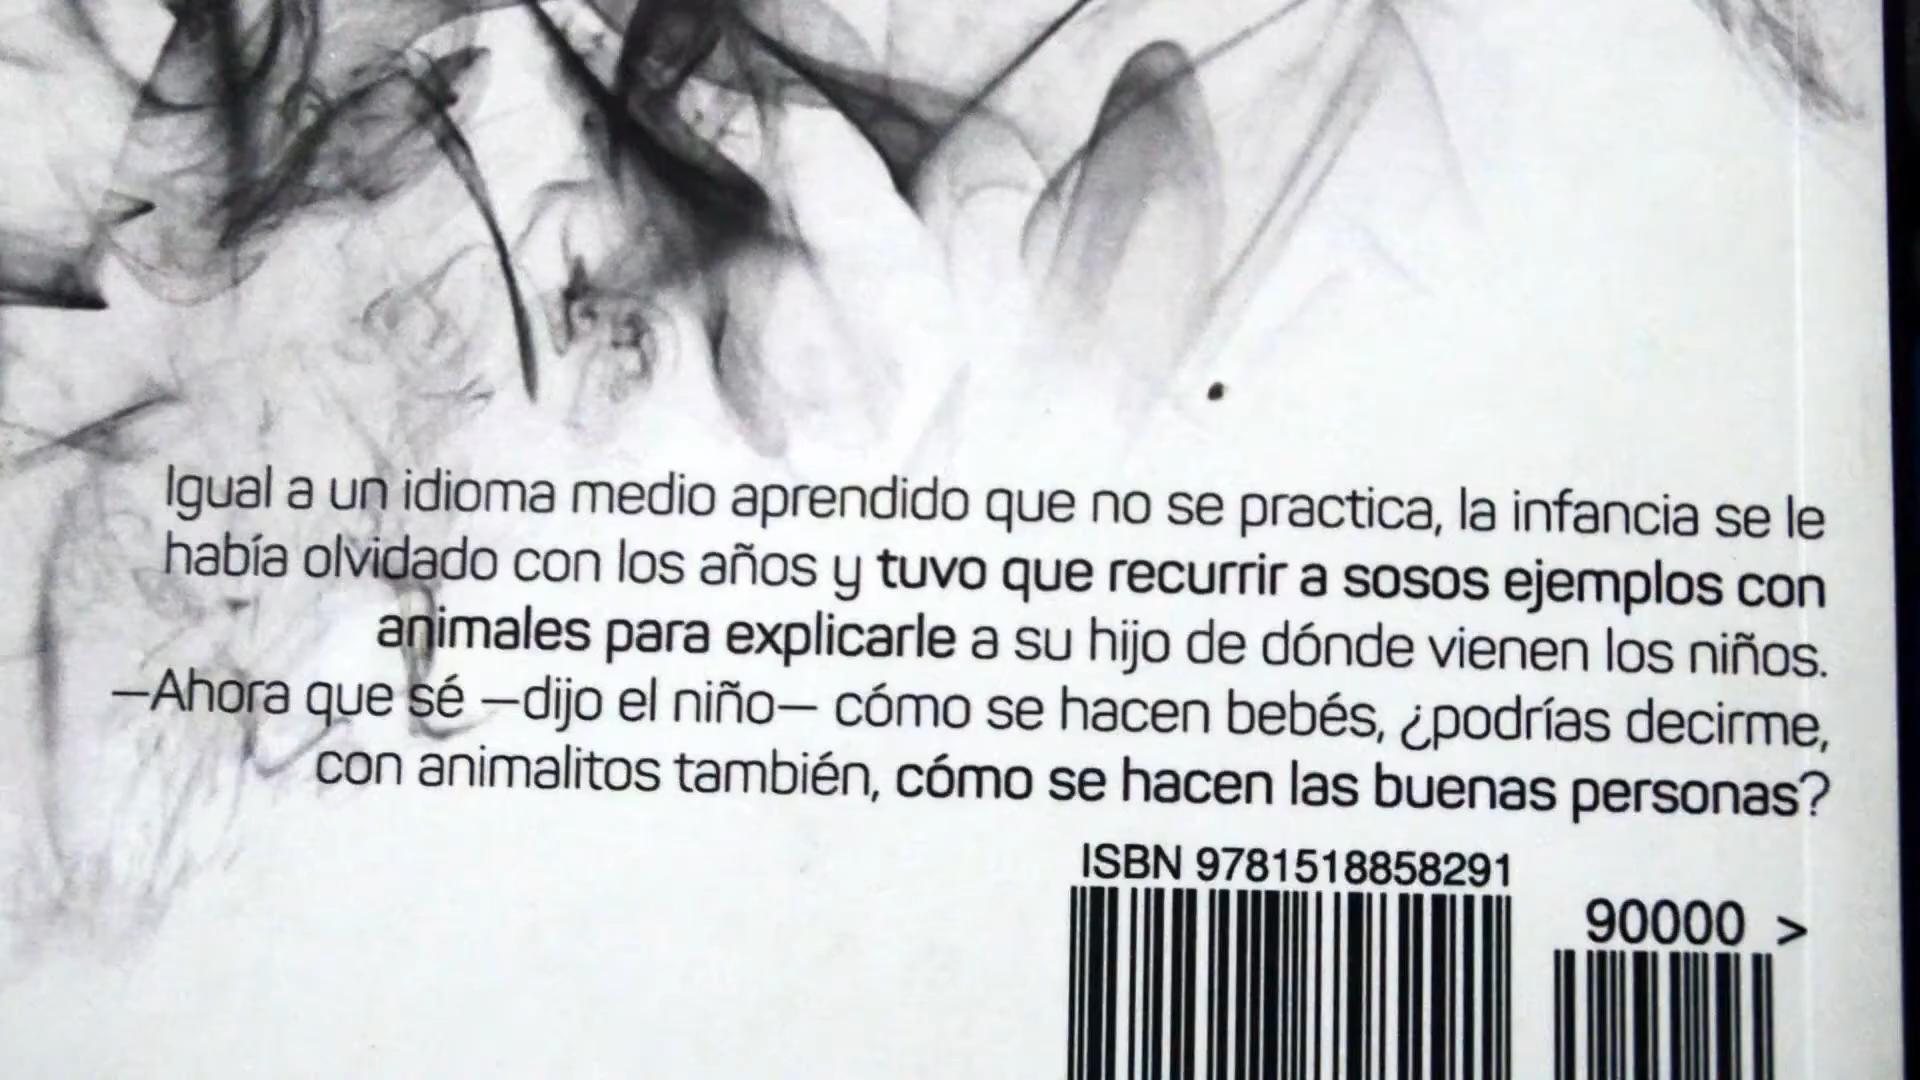 Igual a un idioma medio aprendido que no se practica, la infancia se le
había olvidado con los años y tuvo que recurrir a sosos ejemplos con
animales para explicarle a su hijo de dónde vienen los niños.
—Ahora que sé —dijo el niño— cómo se hacen bebés, ¿podrías decirme,
con animalitos también, cómo se hacen las buenas personas?
ISBN 9781518858291
90000 >